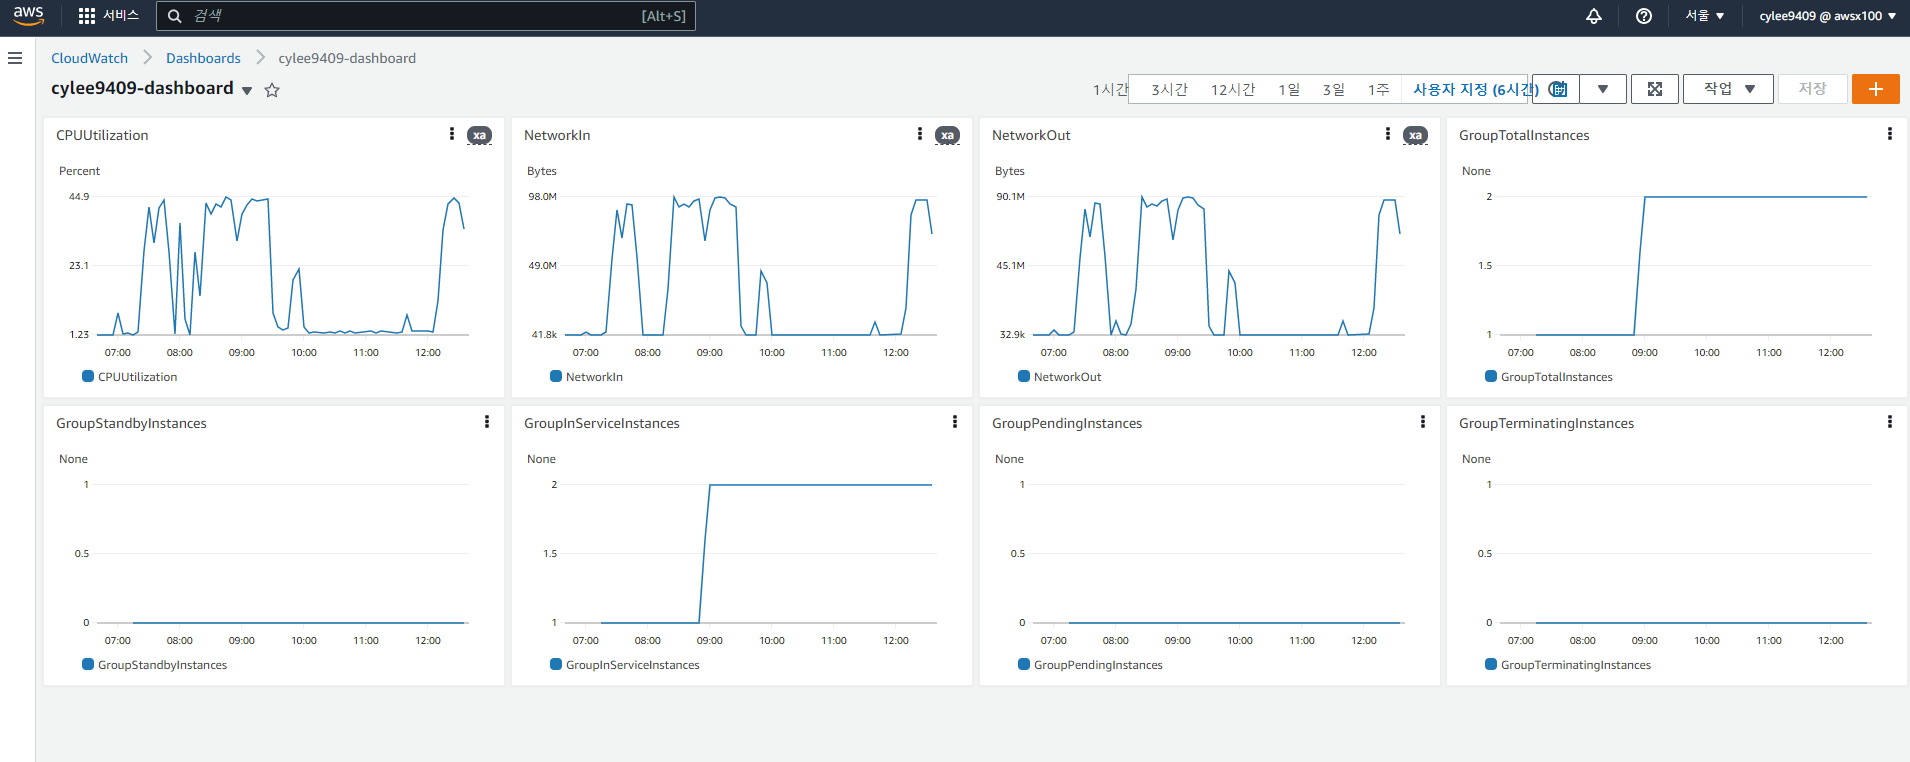 aws 서비스 검색 [Alt+S] 서울 cylee9409 @ awsx100
CloudWatch Dashboards cylee9409-dashboard
cylee9409-dashboard 1시간 3시간 12시간 1일 3일 1주 사용자 지정 (6시간) 작업 저장 +
CPUUtilization xa
Percent
44.9
23.1
1.23
07:00 08:00 09:00 10:00 11:00 12:00
CPUUtilization
NetworkIn xa
Bytes
98.0M
49.0M
41.8k
07:00 08:00 09:00 10:00 11:00 12:00
NetworkIn
NetworkOut xa
Bytes
90.1M
45.1M
32.9k
07:00 08:00 09:00 10:00 11:00 12:00
NetworkOut
GroupTotalInstances
None
2
1.5
1
07:00 08:00 09:00 10:00 11:00 12:00
GroupTotalInstances
GroupStandbyInstances
None
1
0.5
0
07:00 08:00 09:00 10:00 11:00 12:00
GroupStandbyInstances
GroupInServiceInstances
None
2
1.5
1
07:00 08:00 09:00 10:00 11:00 12:00
GroupInServiceInstances
GroupPendingInstances
None
1
0.5
0
07:00 08:00 09:00 10:00 11:00 12:00
GroupPendingInstances
GroupTerminatingInstances
None
1
0.5
0
07:00 08:00 09:00 10:00 11:00 12:00
GroupTerminatingInstances